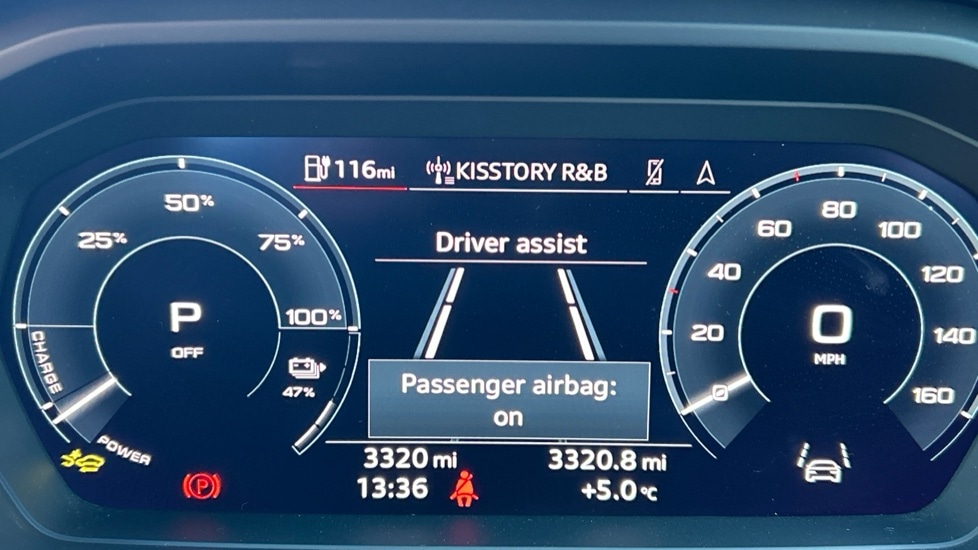 116mi
KISSTORY R&B
25%
50%
75%
100%
CHARGE
POWER
P
OFF
47%
Driver assist
Passenger airbag:
on
3320 mi
3320.8 mi
13:36
+5.0 °C
P
0
20
40
60
80
100
120
140
160
0
MPH